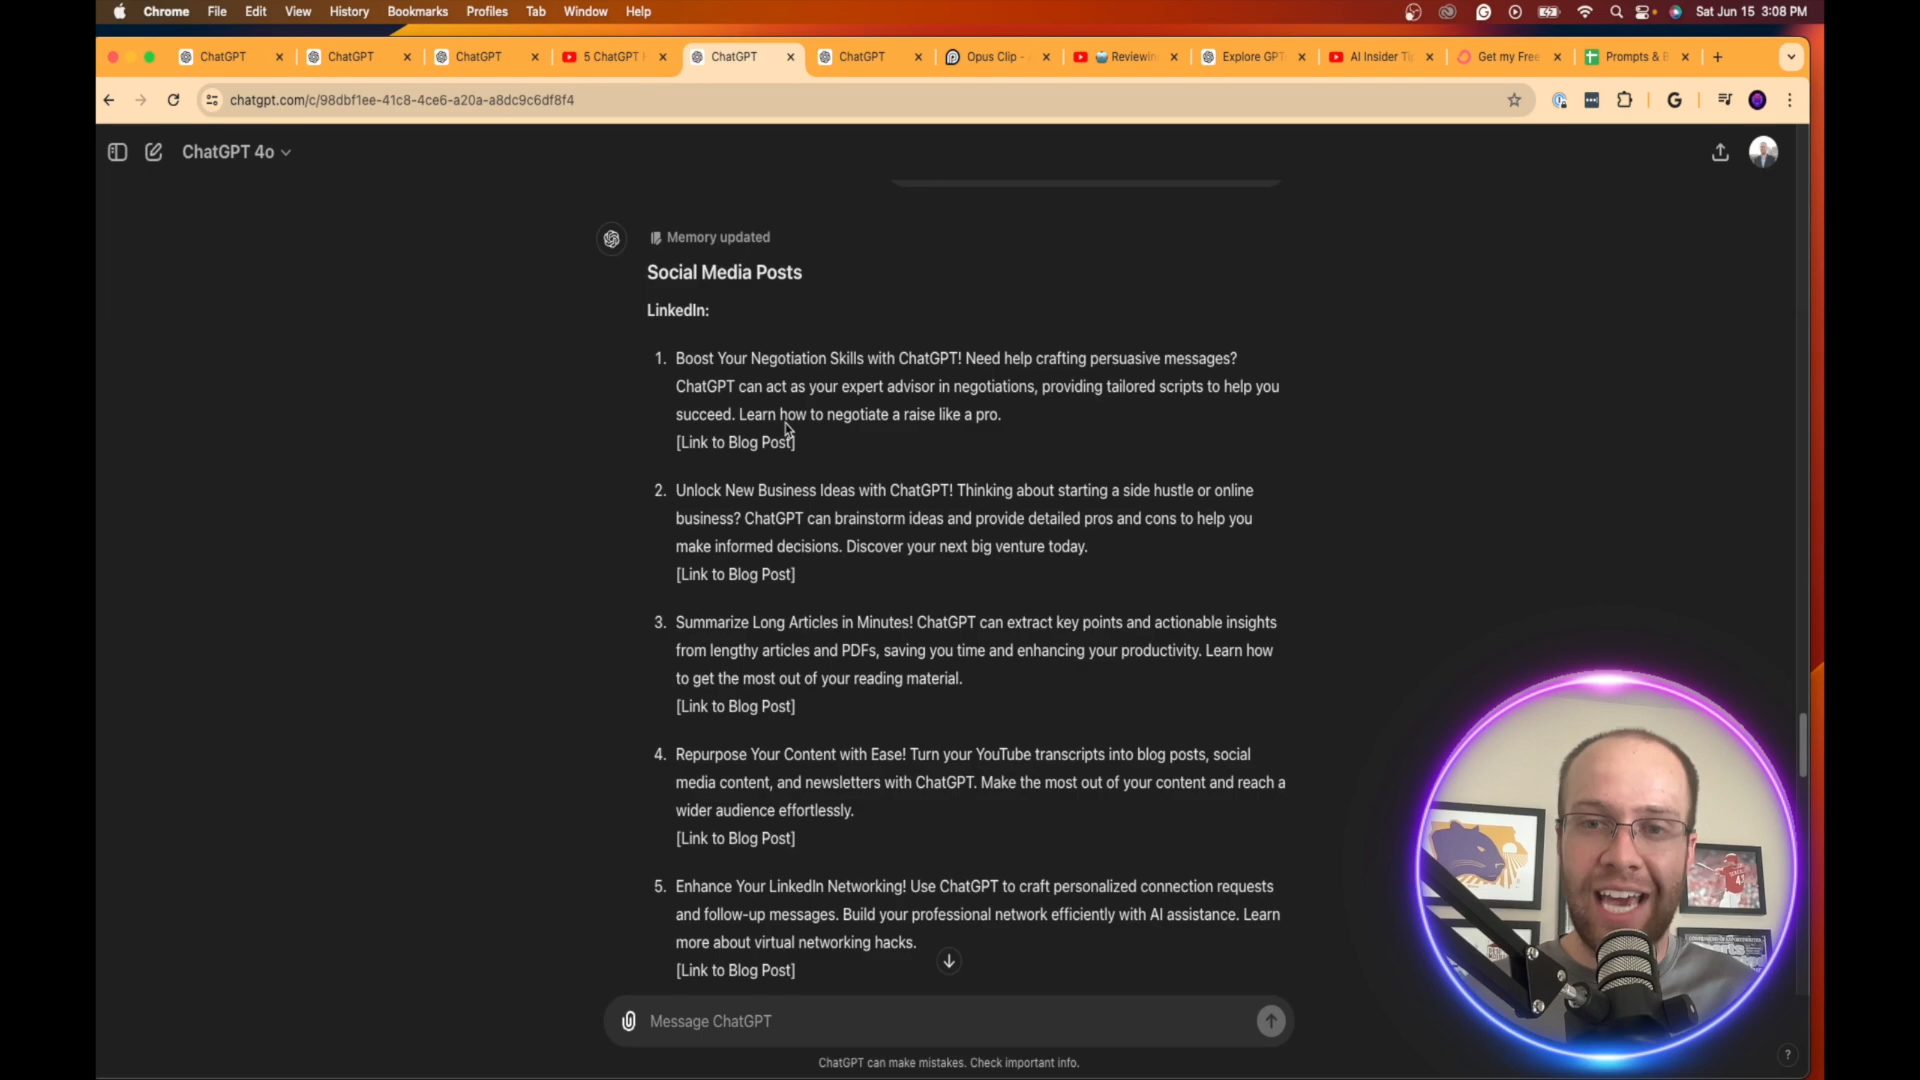 Chrome File Edit View History Bookmarks Profiles Tab Window Help Sat Jun 15 3:08 PM
ChatGPT ChatGPT ChatGPT 5 ChatGPT ChatGPT ChatGPT Opus Clip - Reviewin Explore GPT AI Insider Ti Get my Free Prompts & B
chatgpt.com/c/98dbf1ee-41c8-4ce6-a20a-a8dc9c6df8f4
ChatGPT 4o
Memory updated
Social Media Posts
LinkedIn:
1. Boost Your Negotiation Skills with ChatGPT! Need help crafting persuasive messages?
ChatGPT can act as your expert advisor in negotiations, providing tailored scripts to help you
succeed. Learn how to negotiate a raise like a pro.
[Link to Blog Post]
2. Unlock New Business Ideas with ChatGPT! Thinking about starting a side hustle or online
business? ChatGPT can brainstorm ideas and provide detailed pros and cons to help you
make informed decisions. Discover your next big venture today.
[Link to Blog Post]
3. Summarize Long Articles in Minutes! ChatGPT can extract key points and actionable insights
from lengthy articles and PDFs, saving you time and enhancing your productivity. Learn how
to get the most out of your reading material.
[Link to Blog Post]
4. Repurpose Your Content with Ease! Turn your YouTube transcripts into blog posts, social
media content, and newsletters with ChatGPT. Make the most out of your content and reach a
wider audience effortlessly.
[Link to Blog Post]
5. Enhance Your LinkedIn Networking! Use ChatGPT to craft personalized connection requests
and follow-up messages. Build your professional network efficiently with AI assistance. Learn
more about virtual networking hacks.
[Link to Blog Post]
Message ChatGPT
ChatGPT can make mistakes. Check important info.
?